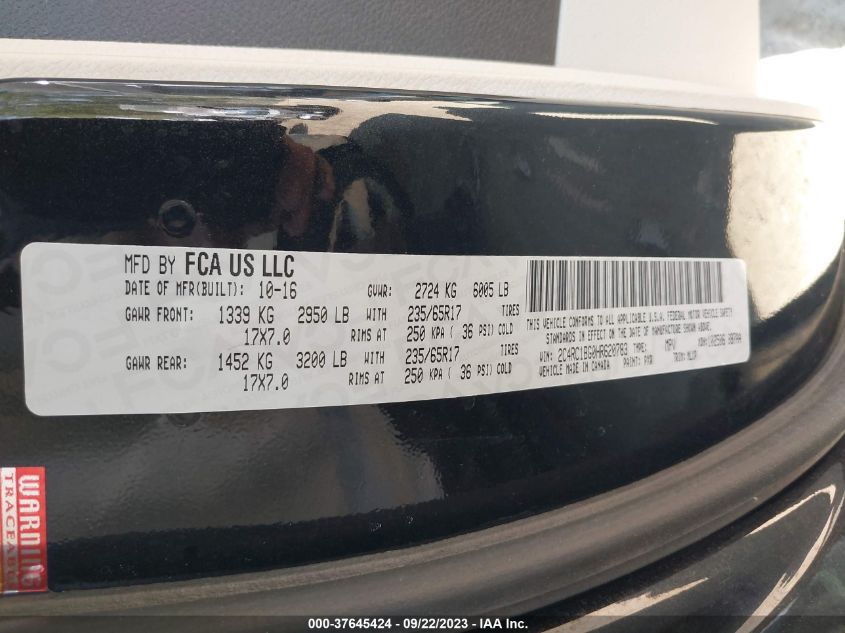 MFD BY FCA US LLC
DATE OF MFR(BUILT): 10-16 GVWR: 2724 KG 6005 LB
GAWR FRONT: 1339 KG 2950 LB WITH 235/65R17 TIRES
17X7.0 RIMS AT 250 KPA ( 36 PSI) COLD
GAWR REAR: 1452 KG 3200 LB WITH 235/65R17 TIRES
17X7.0 RIMS AT 250 KPA ( 36 PSI) COLD
THIS VEHICLE CONFORMS TO ALL APPLICABLE U.S.A. FEDERAL MOTOR VEHICLE SAFETY
STANDARDS IN EFFECT ON THE DATE OF MANUFACTURE SHOWN ABOVE.
VIN: 2C4RC1BG0HR620783 TYPE: MPV
VEHICLE MADE IN CANADA PAINT: PXR TRIM:
WARNING
000-37645424 - 09/22/2023 - IAA Inc.